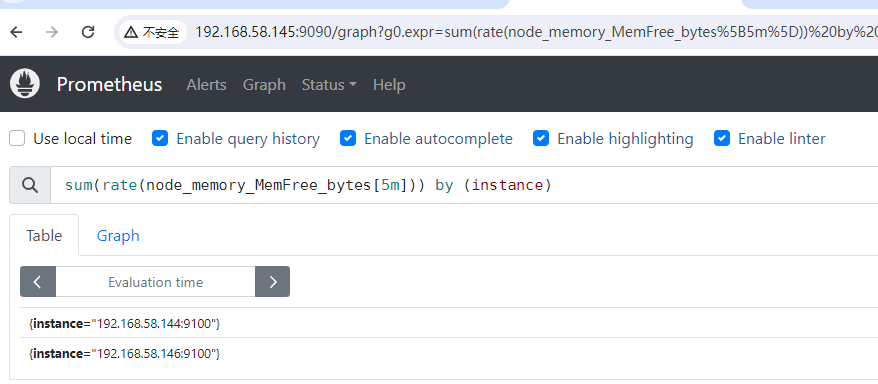 不安全 192.168.58.145:9090/graph?g0.expr=sum(rate(node_memory_MemFree_bytes%5B5m%5D))%20by%20
Prometheus Alerts Graph Status Help
Use local time Enable query history Enable autocomplete Enable highlighting Enable linter
sum(rate(node_memory_MemFree_bytes[5m])) by (instance)
Table Graph
Evaluation time
{instance="192.168.58.144:9100"}
{instance="192.168.58.146:9100"}